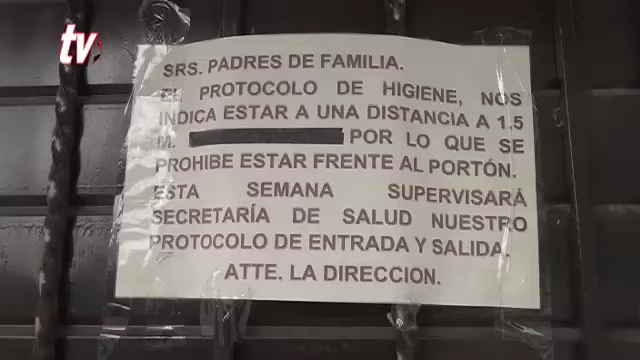 tv
SRS. PADRES DE FAMILIA.
EL PROTOCOLO DE HIGIENE, NOS
INDICA ESTAR A UNA DISTANCIA A 1.5
M. POR LO QUE SE
PROHIBE ESTAR FRENTE AL PORTÓN.
ESTA SEMANA SUPERVISARÁ
SECRETARÍA DE SALUD NUESTRO
PROTOCOLO DE ENTRADA Y SALIDA.
ATTE. LA DIRECCION.